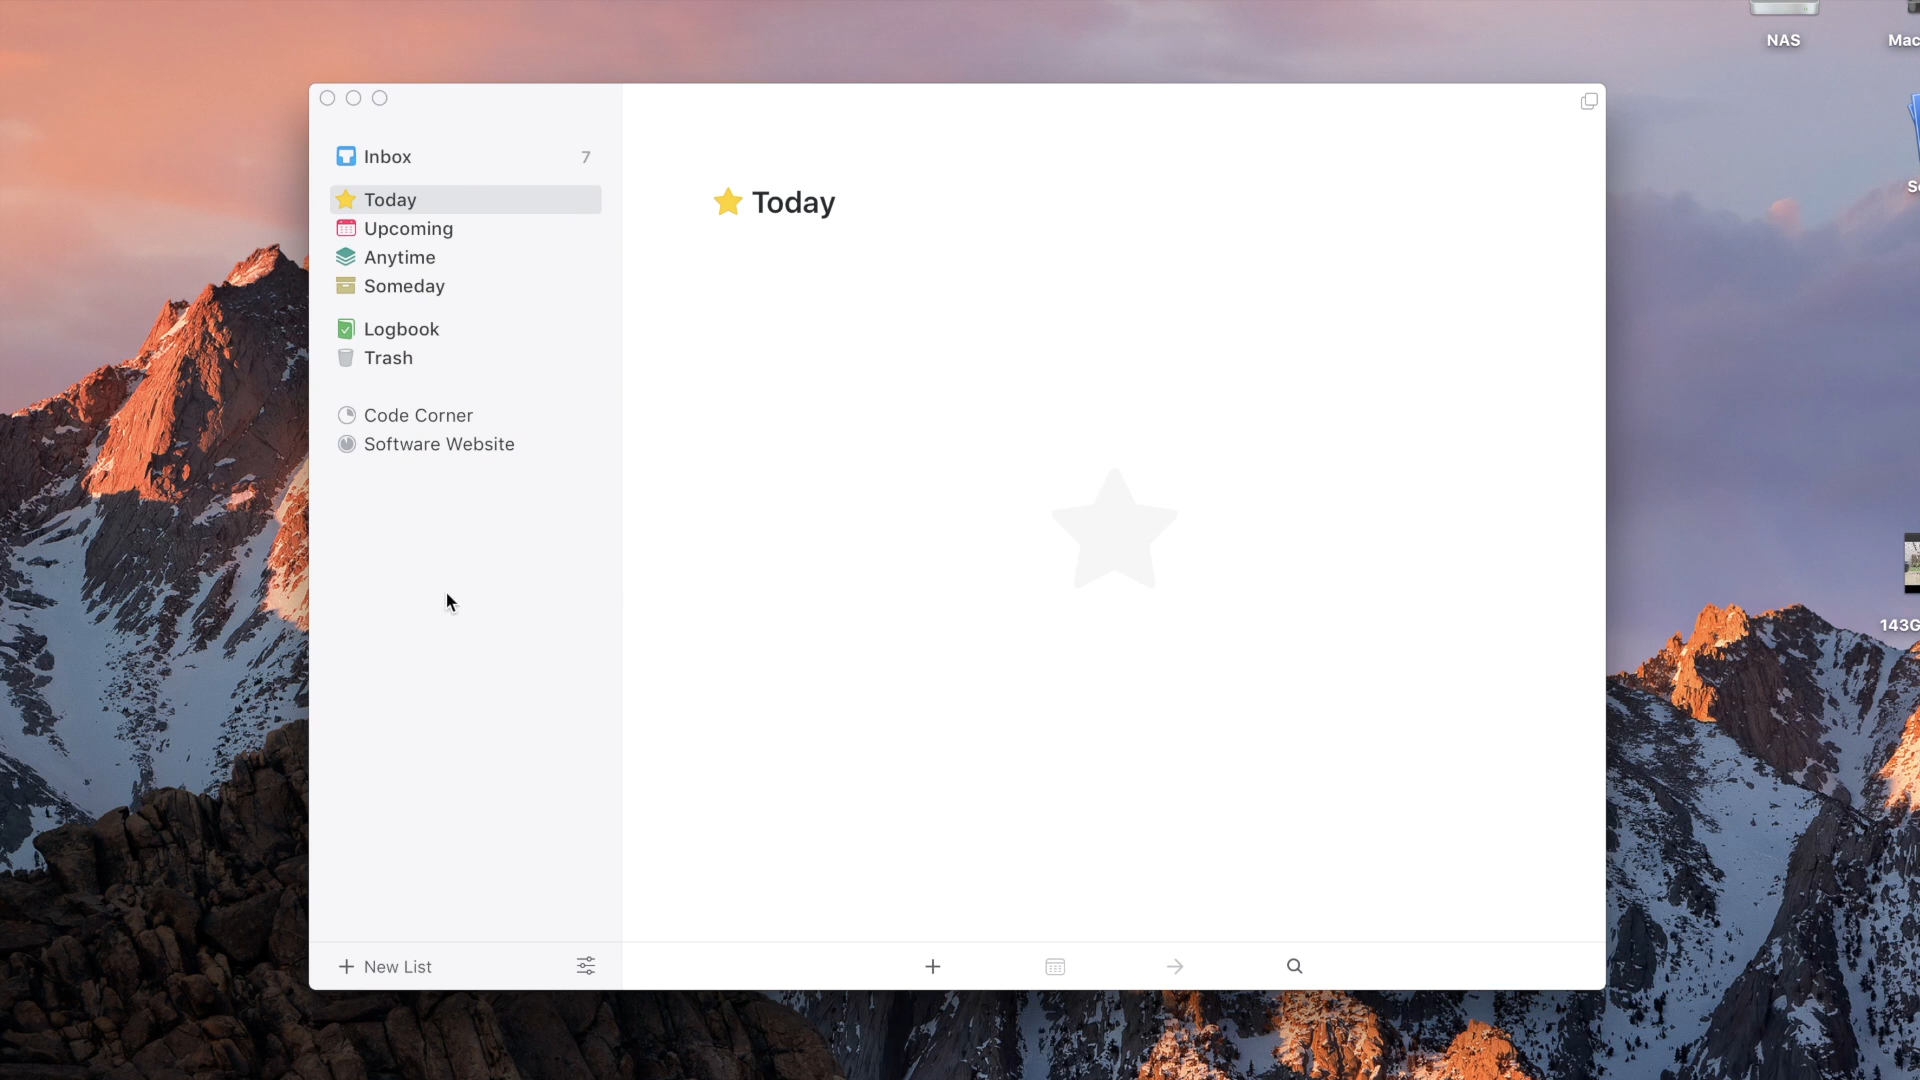 NAS
Mac
Inbox 7
Today
Upcoming
Anytime
Someday
Logbook
Trash
Code Corner
Software Website
Today
143G
New List